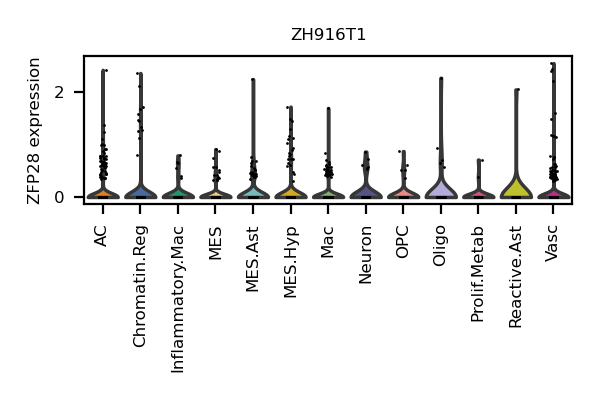 ZH916T1
ZFP28 expression
2
0
AC
Chromatin.Reg
Inflammatory.Mac
MES
MES.Ast
MES.Hyp
Mac
Neuron
OPC
Oligo
Prolif.Metab
Reactive.Ast
Vasc